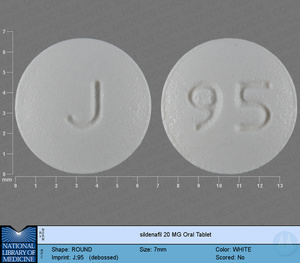 J 95
7
6
5
4
3
2
1
0
mm
0 1 2 3 4 5 6 7 8 9 10 11 12 13
sildenafil 20 MG Oral Tablet
NATIONAL
LIBRARY OF
MEDICINE
Shape: ROUND Size: 7mm Color: WHITE
Imprint: J;95 (debossed) Scored: No